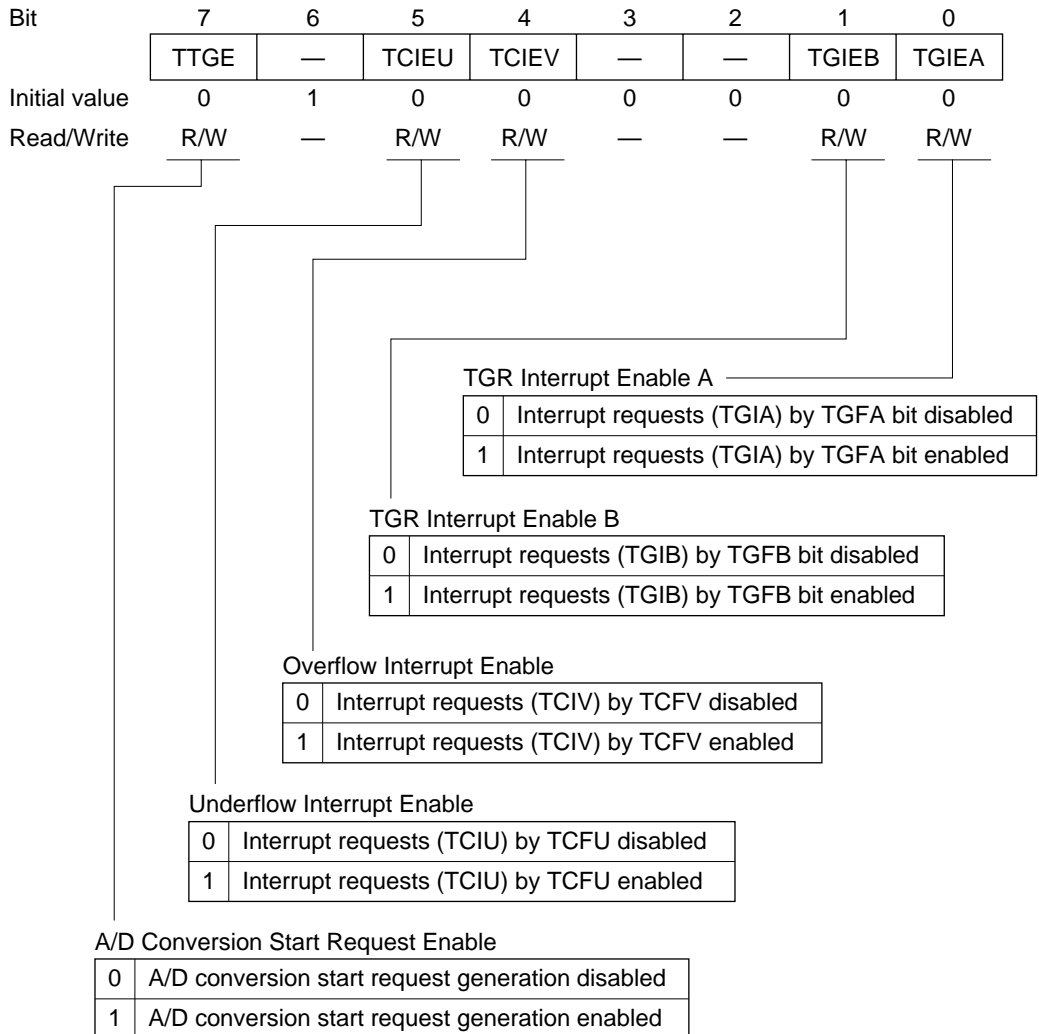 Bit 7 6 5 4 3 2 1 0
TTGE — TCIEU TCIEV — — TGIEB TGIEA
Initial value 0 1 0 0 0 0 0 0
Read/Write R/W — R/W R/W — — R/W R/W
TGR Interrupt Enable A
0 Interrupt requests (TGIA) by TGFA bit disabled
1 Interrupt requests (TGIA) by TGFA bit enabled
TGR Interrupt Enable B
0 Interrupt requests (TGIB) by TGFB bit disabled
1 Interrupt requests (TGIB) by TGFB bit enabled
Overflow Interrupt Enable
0 Interrupt requests (TCIV) by TCFV disabled
1 Interrupt requests (TCIV) by TCFV enabled
Underflow Interrupt Enable
0 Interrupt requests (TCIU) by TCFU disabled
1 Interrupt requests (TCIU) by TCFU enabled
A/D Conversion Start Request Enable
0 A/D conversion start request generation disabled
1 A/D conversion start request generation enabled